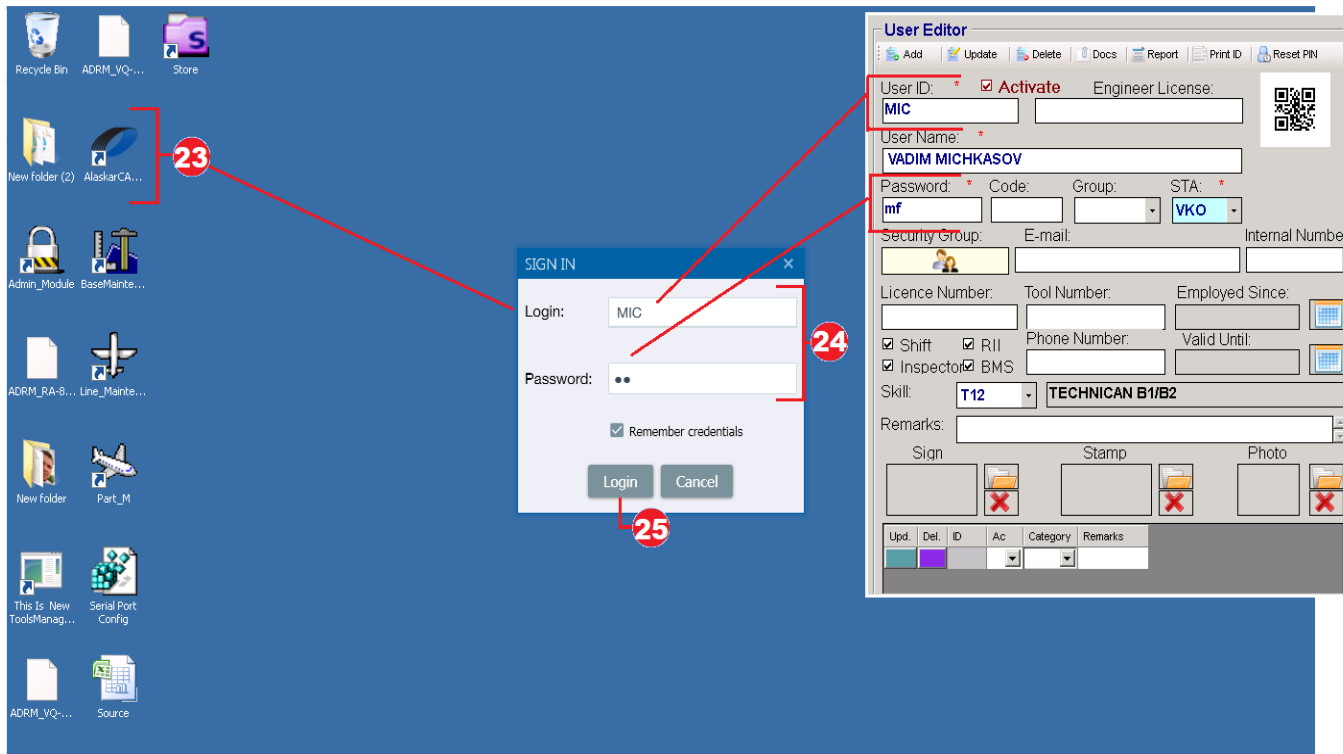 Recycle Bin
ADRM_VQ-...
Store
New folder (2)
AlaskarCA...
23
Admin_Module
BaseMainte...
ADRM_RA-8...
Line_Mainte...
New folder
Part_M
This Is New
ToolsManag...
Serial Port
Config
ADRM_VQ-...
Source
SIGN IN
Login:
MIC
Password:
••
24
Remember credentials
Login
Cancel
25
User Editor
Add
Update
Delete
Docs
Report
Print ID
Reset PIN
User ID: *
Activate
Engineer License:
MIC
User Name: *
VADIM MICHKASOV
Password: *
Code:
Group:
STA: *
mf
VKO
Security Group:
E-mail:
Internal Numbe
Licence Number:
Tool Number:
Employed Since:
Shift
RII
Phone Number:
Valid Until:
Inspector
BMS
Skill:
T12
TECHNICAN B1/B2
Remarks:
Sign
Stamp
Photo
Upd.
Del.
ID
Ac
Category
Remarks